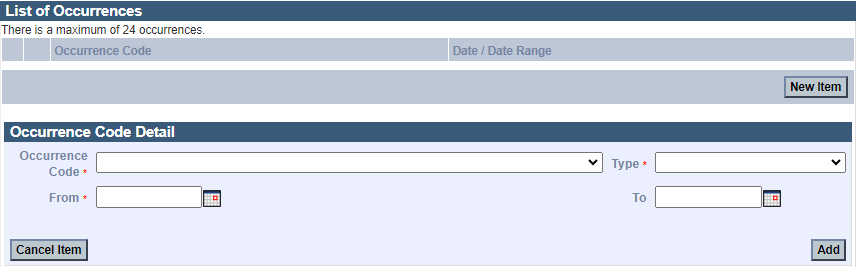 List of Occurrences
There is a maximum of 24 occurrences.
Occurrence Code Date / Date Range
New Item
Occurrence Code Detail
Occurrence Code * Type *
From * To
Cancel Item Add